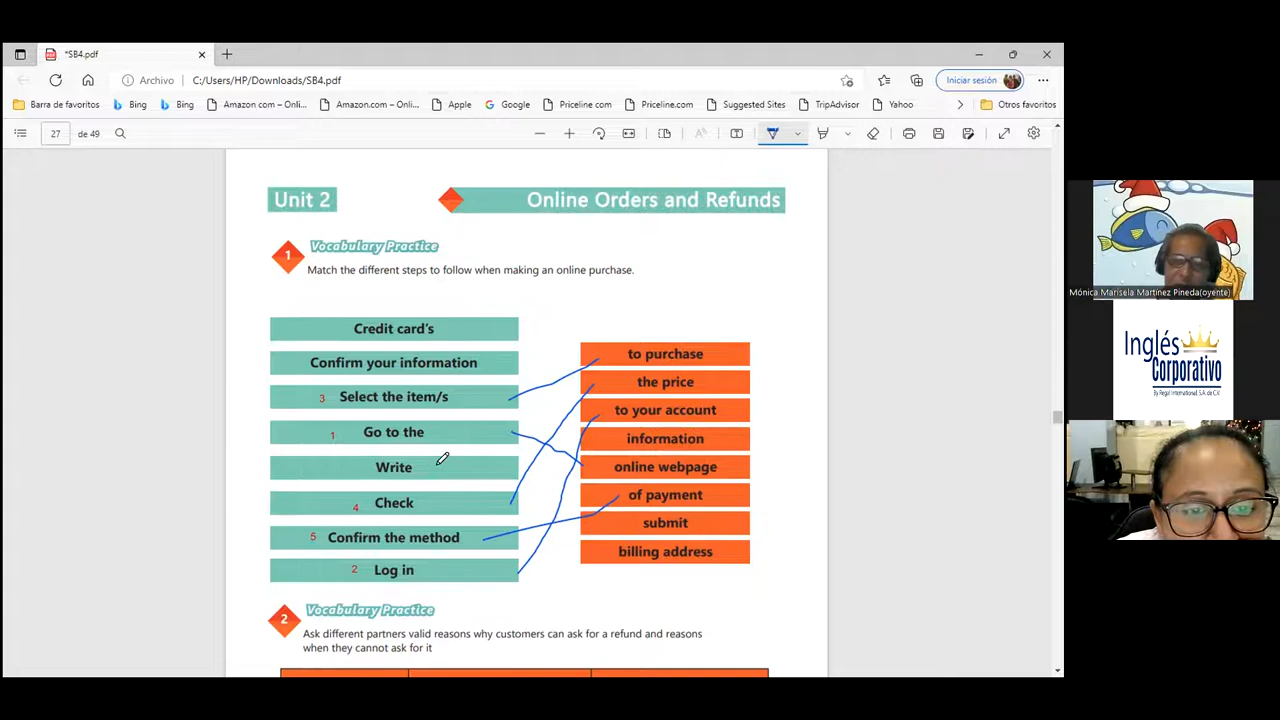 *SB4.pdf
Archivo
C:/Users/HP/Downloads/SB4.pdf
Iniciar sesión
Barra de favoritos
Bing
Bing
Amazon.com – Onli...
Amazon.com – Onli...
Apple
Google
Priceline com
Priceline.com
Suggested Sites
TripAdvisor
Yahoo
Otros favoritos
27
de 49
Unit 2
Online Orders and Refunds
1
Vocabulary Practice
Match the different steps to follow when making an online purchase.
Credit card's
Confirm your information
3 Select the item/s
1 Go to the
Write
4 Check
5 Confirm the method
2 Log in
to purchase
the price
to your account
information
online webpage
of payment
submit
billing address
2
Vocabulary Practice
Ask different partners valid reasons why customers can ask for a refund and reasons
when they cannot ask for it
Mónica Marisela Martínez Pineda(oyente)
Inglés
Corporativo
By Regal International, S.A. de C.V.